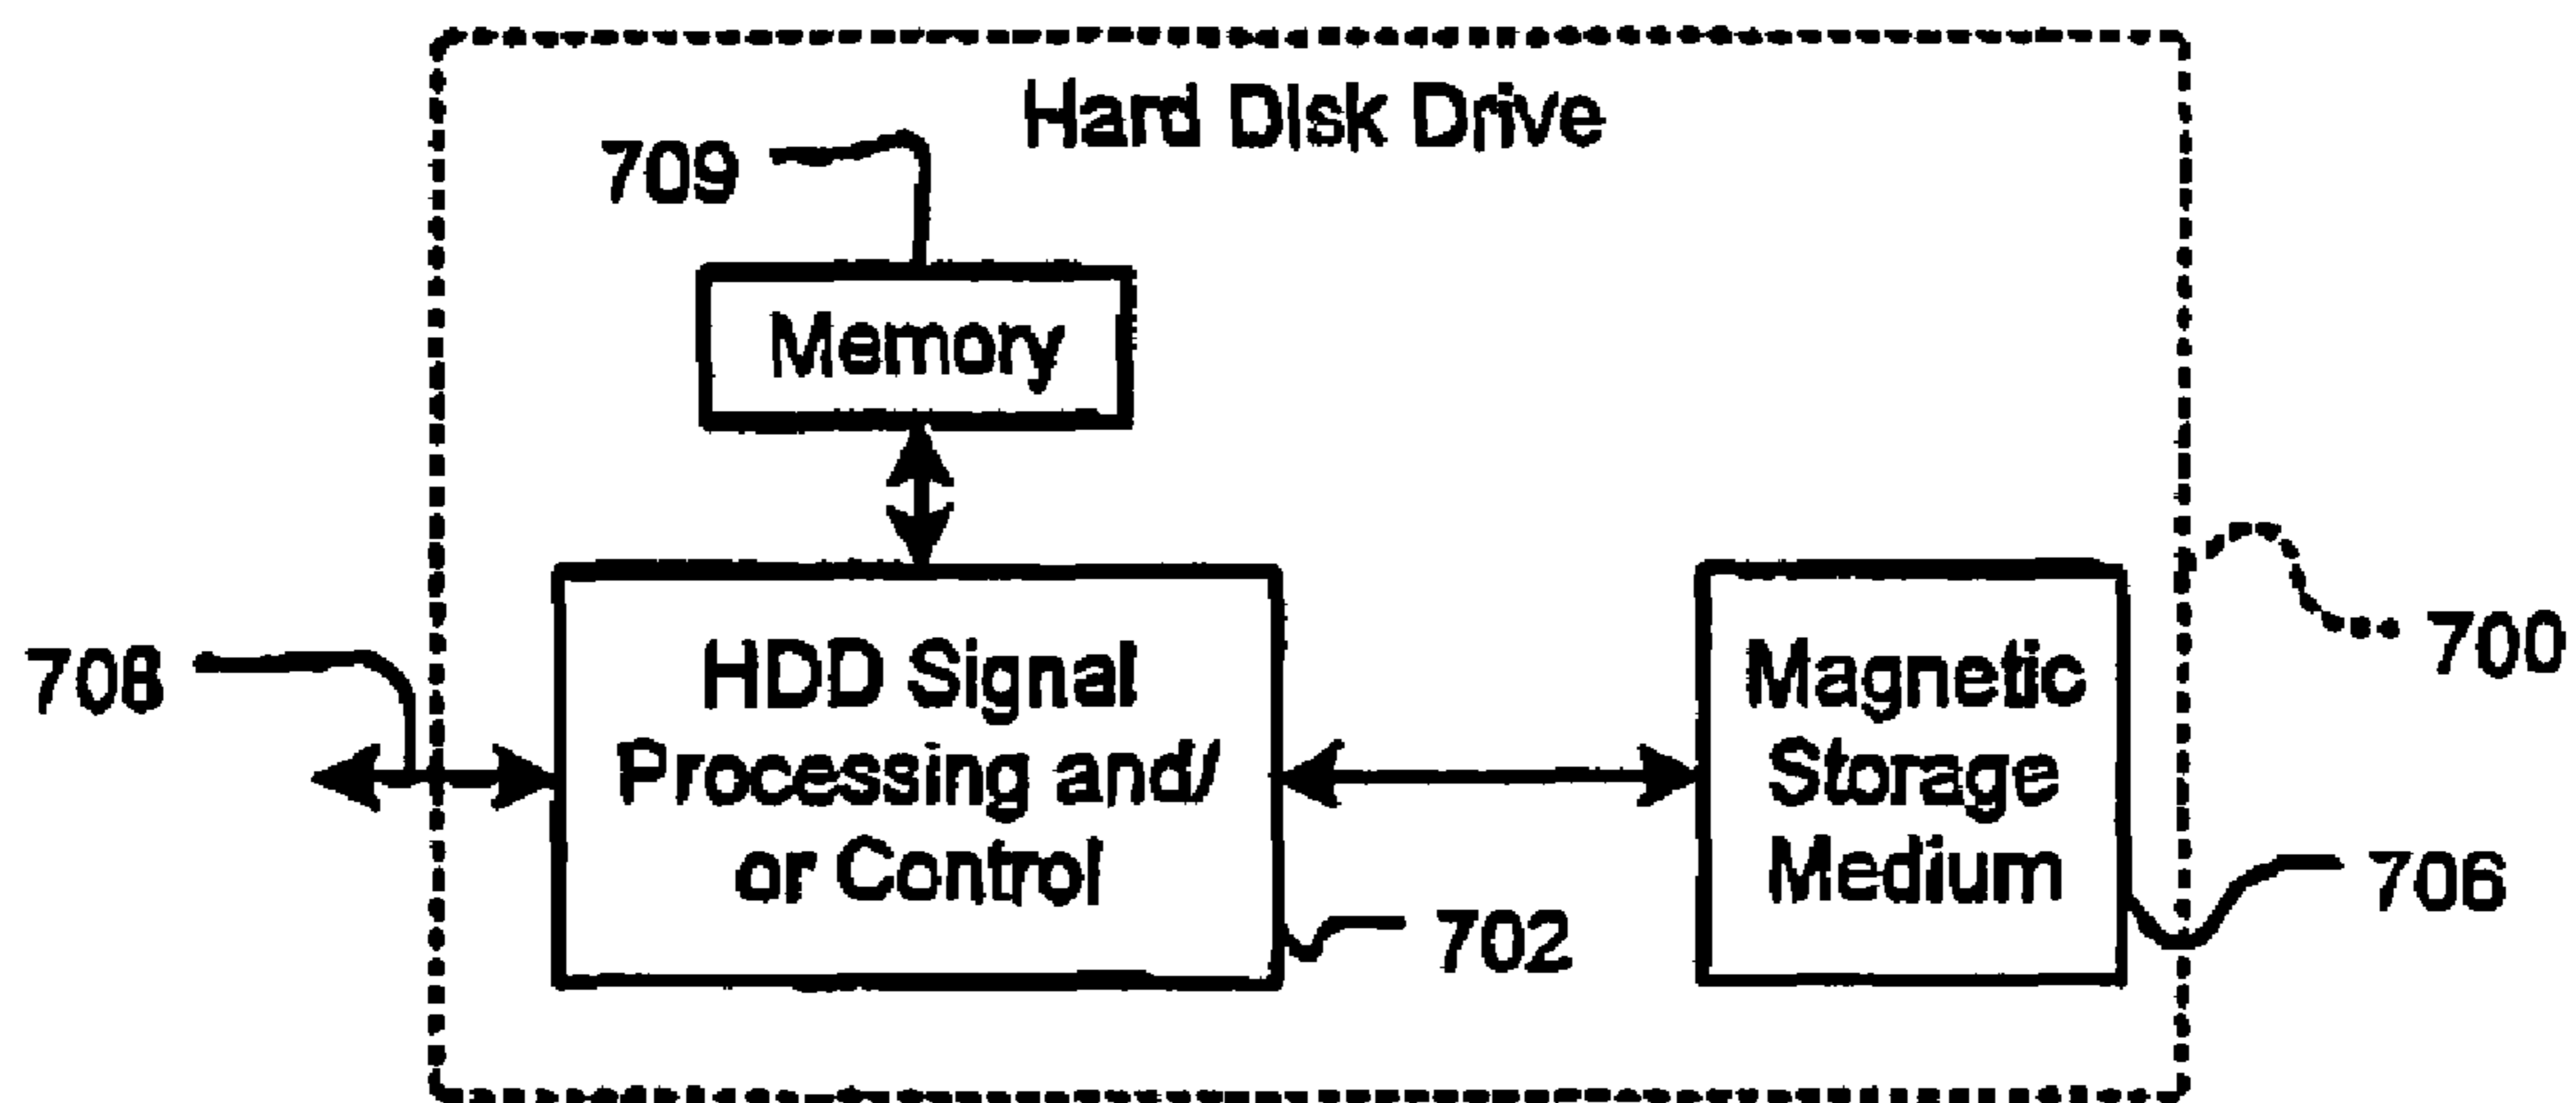 Hard Disk Drive
709
Memory
708
HDD Signal
Processing and/
or Control
702
Magnetic
Storage
Medium
700
706